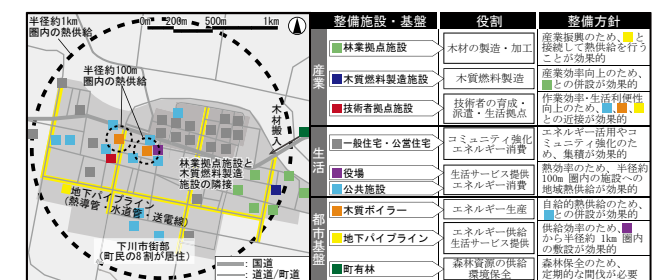 半径約1km
圏内の熱供給
0m 200m 500m 1km
半径約100m
圏内の熱供給
木材搬入
林業拠点施設と
木質燃料製造
施設の隣接
地下パイプライン
(熱導管・水道管・送電線)
下川市街部
(町民の8割が居住)
:国道
:道道/町道
整備施設・基盤 役割 整備方針
産業
林業拠点施設
木材の製造・加工
産業振興のため、と
接続して熱供給を行う
ことが効果的
木質燃料製造施設
木質燃料製造
産業効率向上のため、
との併設が効果的
技術者拠点施設
技術者の育成・
派遣・生活拠点
作業効率・生活利便性
向上のため、、、
との近接が効果的
生活
一般住宅・公営住宅
コミュニティ強化
エネルギー消費
エネルギー活用やコ
ミュニティ強化のた
め、集積が効果的
役場
公共施設
生活サービス提供
エネルギー消費
熱効率のため、半径約
100m 圏内の施設への
地域熱供給が効果的
都市基盤
木質ボイラー
エネルギー生産
自給的熱供給のため、
との併設が効果的
地下パイプライン
エネルギー供給
生活サービス提供
供給効率のため、
から半径約 1km 圏内
の敷設が効果的
町有林
森林資源の供給
環境保全
森林保全のため、
定期的な間伐が必要